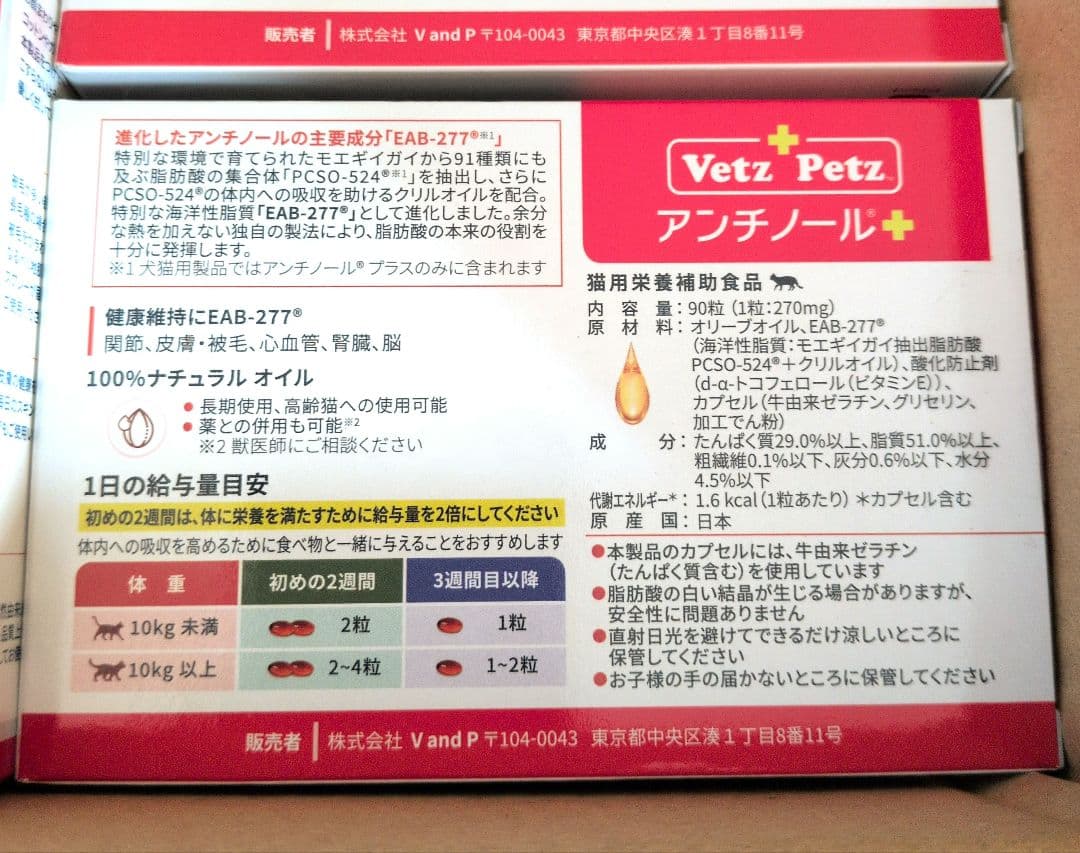 販売者 株式会社 V and P 〒104-0043 東京都中央区湊1丁目8番11号
進化したアンチノールの主要成分「EAB-277®※1」
特別な環境で育てられたモエギイガイから91種類にも
及ぶ脂肪酸の集合体「PCSO-524®※1」を抽出し、さらに
PCSO-524®の体内への吸収を助けるクリルオイルを配合。
特別な海洋性脂質「EAB-277®」として進化しました。余分
な熱を加えない独自の製法により、脂肪酸の本来の役割を
十分に発揮します。
※1 犬猫用製品ではアンチノール® プラスのみに含まれます
健康維持にEAB-277®
関節、皮膚・被毛、心血管、腎臓、脳
100%ナチュラル オイル
● 長期使用、高齢猫への使用可能
● 薬との併用も可能※2
※2 獣医師にご相談ください
1日の給与量目安
初めの2週間は、体に栄養を満たすために給与量を2倍にしてください
体内への吸収を高めるために食べ物と一緒に与えることをおすすめします
体 重 初めの2週間 3週間目以降
10kg 未満 2粒 1粒
10kg 以上 2~4粒 1~2粒
Vetz Petz
アンチノール®+
猫用栄養補助食品
内 容 量：90粒（1粒：270mg）
原 材 料：オリーブオイル、EAB-277®
（海洋性脂質：モエギイガイ抽出脂肪酸
PCSO-524®＋クリルオイル）、酸化防止剤
（d-α-トコフェロール（ビタミンE））、
カプセル（牛由来ゼラチン、グリセリン、
加工でん粉）
成 分：たんぱく質29.0%以上、脂質51.0%以上、
粗繊維0.1%以下、灰分0.6%以下、水分
4.5%以下
代謝エネルギー*：1.6 kcal（1粒あたり）＊カプセル含む
原 産 国：日本
●本製品のカプセルには、牛由来ゼラチン
（たんぱく質含む）を使用しています
●脂肪酸の白い結晶が生じる場合がありますが、
安全性に問題ありません
●直射日光を避けてできるだけ涼しいところに
保管してください
●お子様の手の届かないところに保管してください
販売者 株式会社 V and P 〒104-0043 東京都中央区湊1丁目8番11号